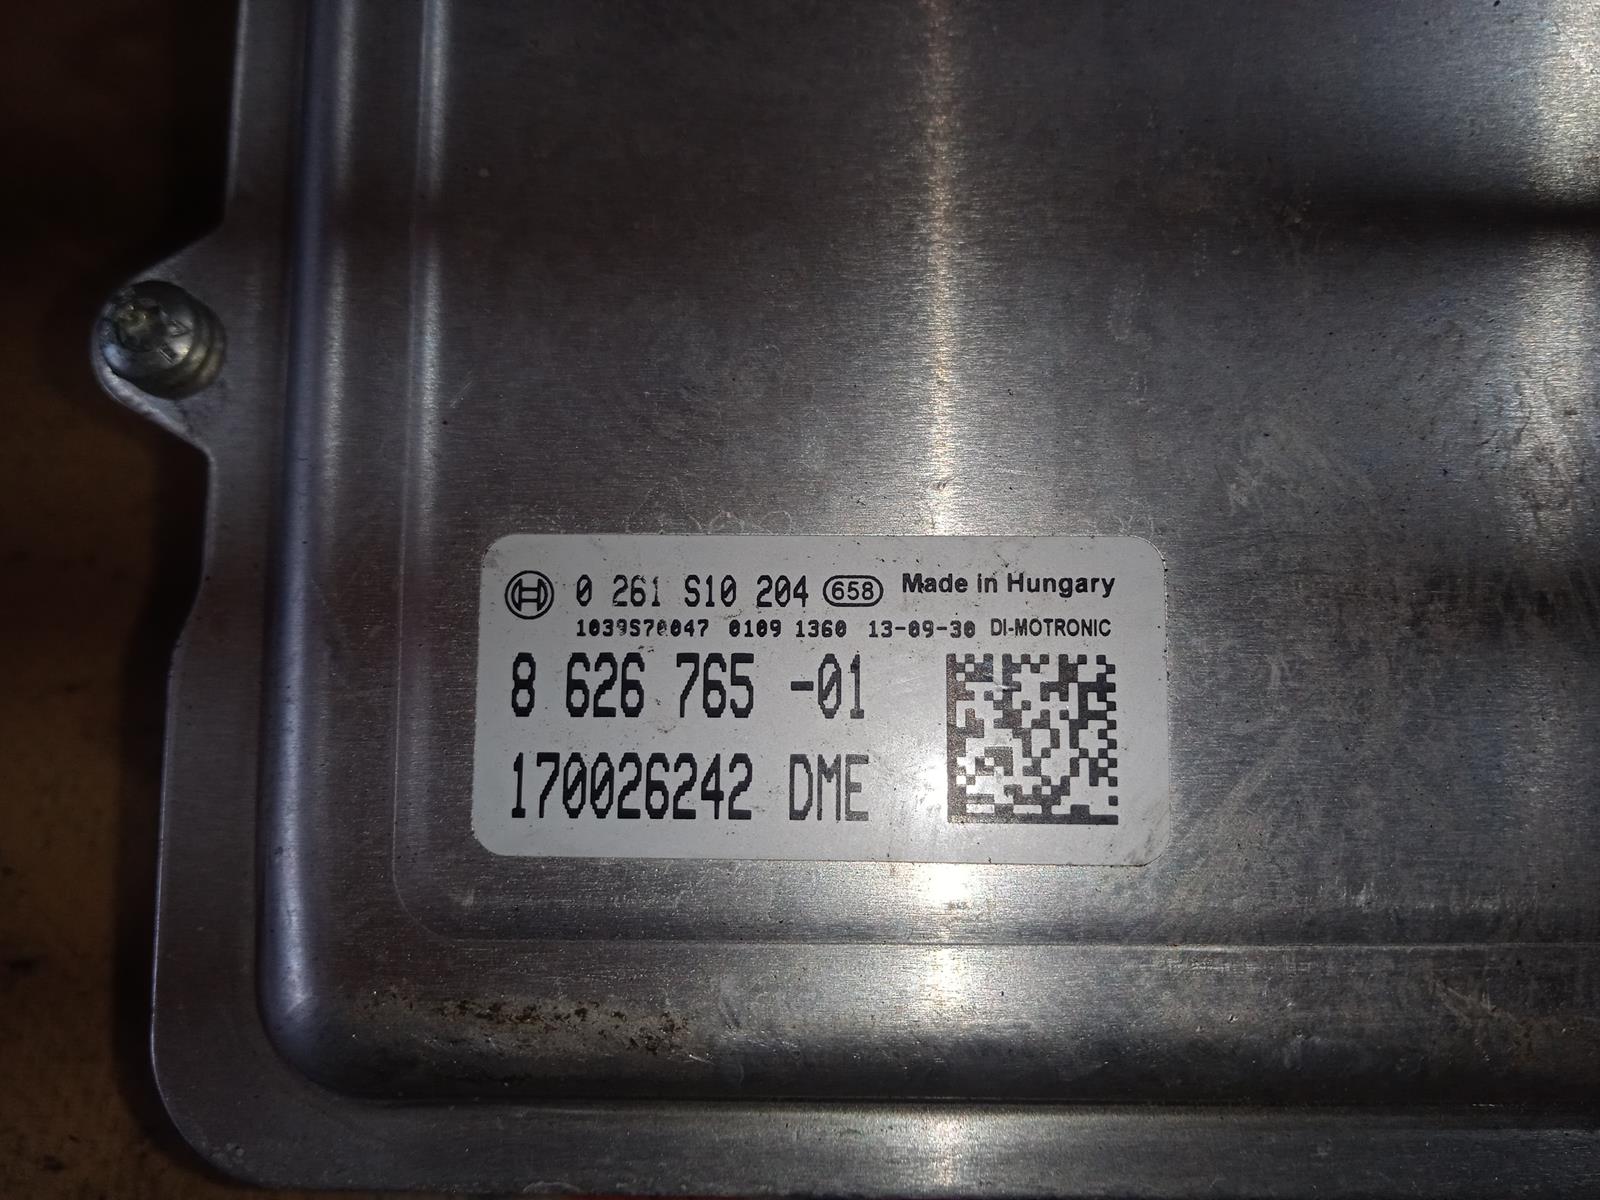 0 261 S10 204 658 Made in Hungary
1039S70047 0109 1360 13-09-30 DI-MOTRONIC
8 626 765 -01
170026242 DME